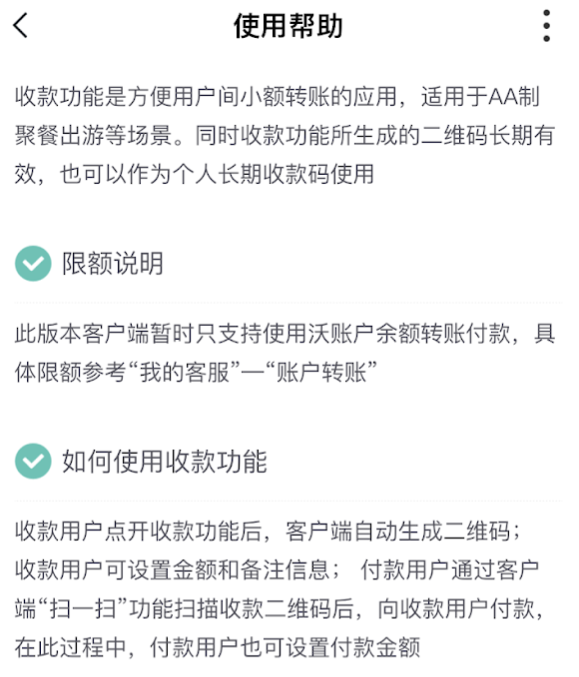 使用帮助
收款功能是方便用户间小额转账的应用，适用于AA制
聚餐出游等场景。同时收款功能所生成的二维码长期有
效，也可以作为个人长期收款码使用
限额说明
此版本客户端暂时只支持使用沃账户余额转账付款，具
体限额参考“我的客服”—“账户转账”
如何使用收款功能
收款用户点开收款功能后，客户端自动生成二维码；
收款用户可设置金额和备注信息； 付款用户通过客户
端“扫一扫”功能扫描收款二维码后，向收款用户付款，
在此过程中，付款用户也可设置付款金额